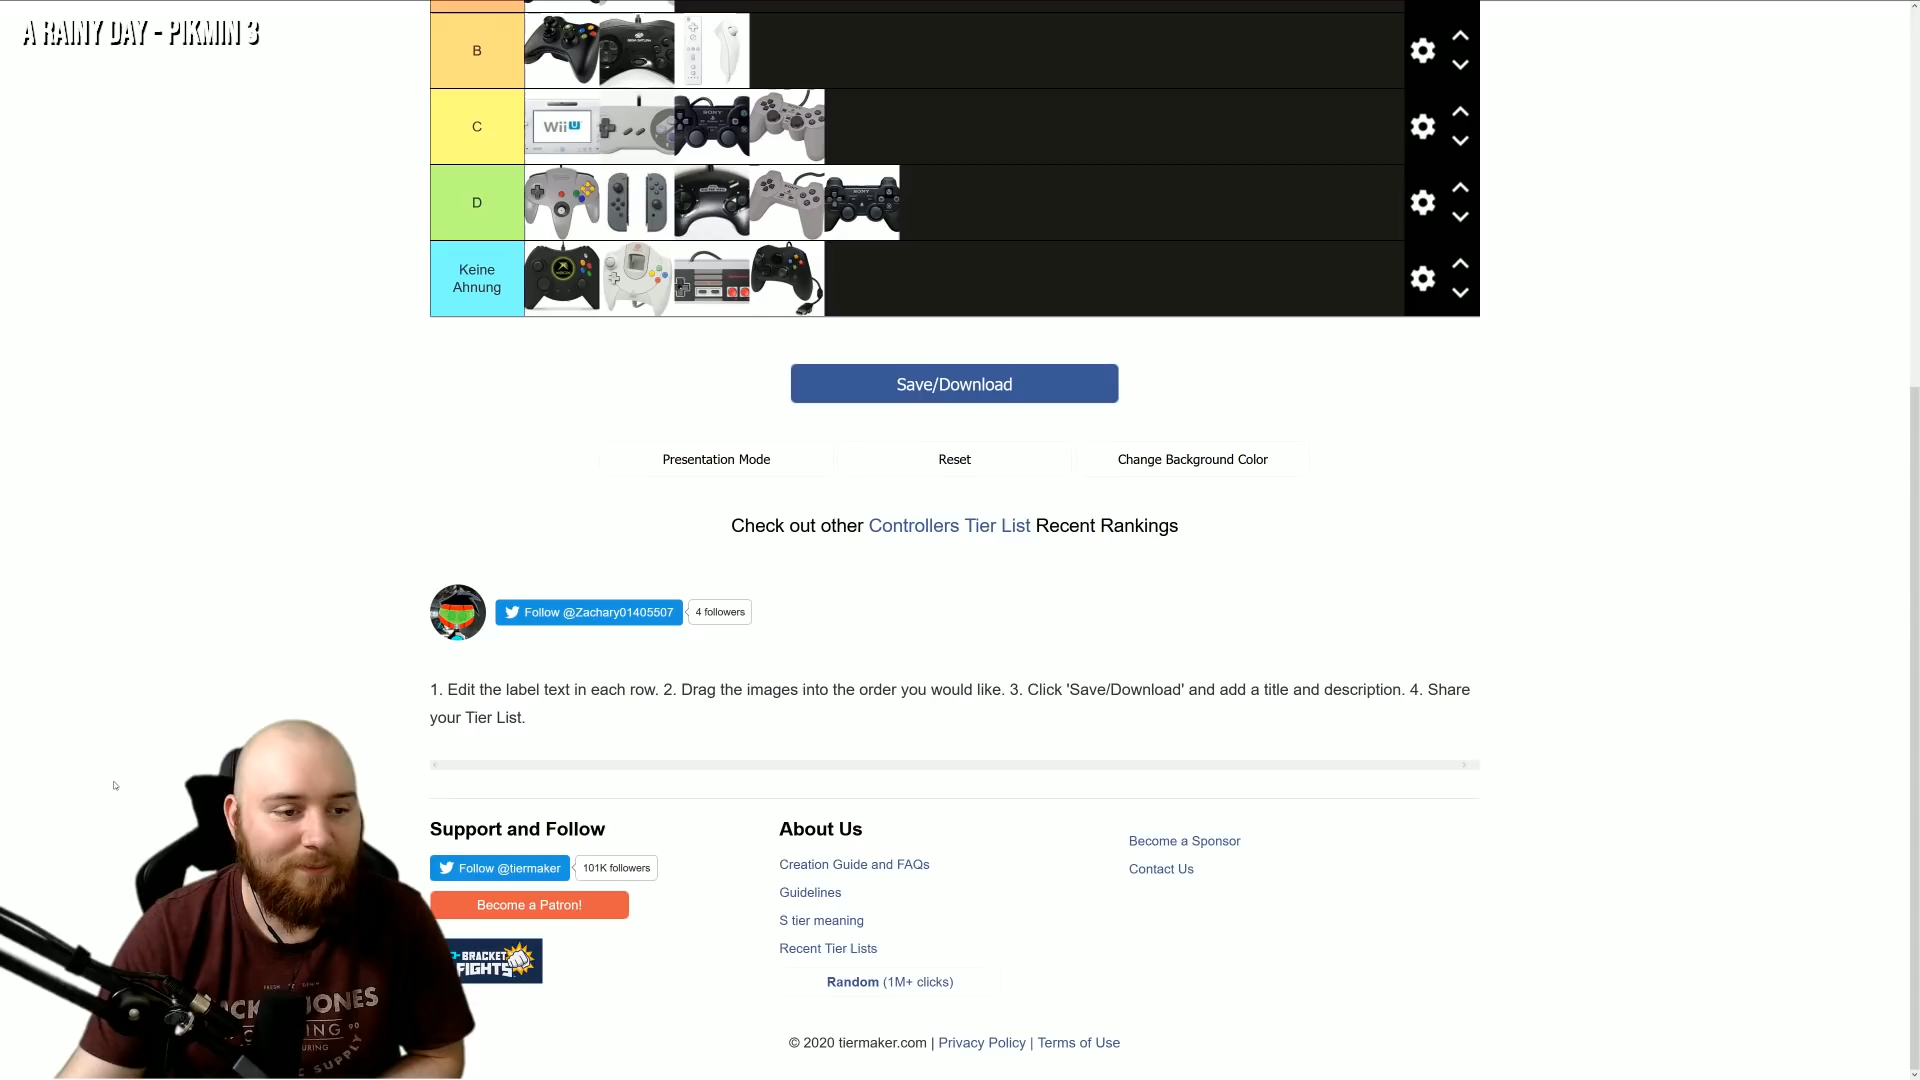 A RAINY DAY - PIKMIN 3
B
C
Wii U
SONY
D
SONY
Keine
Ahnung
Save/Download
Presentation Mode
Reset
Change Background Color
Check out other Controllers Tier List Recent Rankings
Follow @Zachary01405507
4 followers
1. Edit the label text in each row. 2. Drag the images into the order you would like. 3. Click 'Save/Download' and add a title and description. 4. Share
your Tier List.
Support and Follow
About Us
Become a Sponsor
Follow @tiermaker
101K followers
Creation Guide and FAQs
Contact Us
Become a Patron!
Guidelines
S tier meaning
BRACKET
FIGHTS
Recent Tier Lists
Random (1M+ clicks)
JONES
SUPPLY
© 2020 tiermaker.com | Privacy Policy | Terms of Use